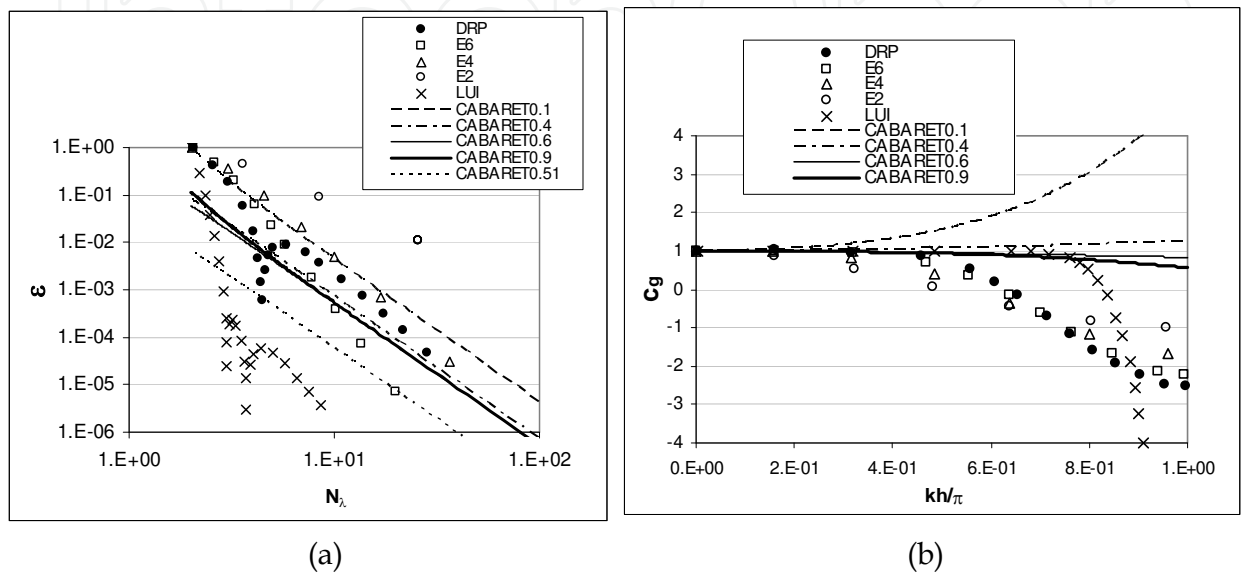 DRP
E6
E4
E2
LUI
CABARET0.1
CABARET0.4
CABARET0.6
CABARET0.9
CABARET0.51
1.E+00
1.E-01
1.E-02
1.E-03
1.E-04
1.E-05
1.E-06
ε
1.E+00 1.E+01 1.E+02
Nλ
(a)
DRP
E6
E4
E2
LUI
CABARET0.1
CABARET0.4
CABARET0.6
CABARET0.9
4
3
2
1
0
-1
-2
-3
-4
cg
0.E+00 2.E-01 4.E-01 6.E-01 8.E-01 1.E+00
kh/π
(b)